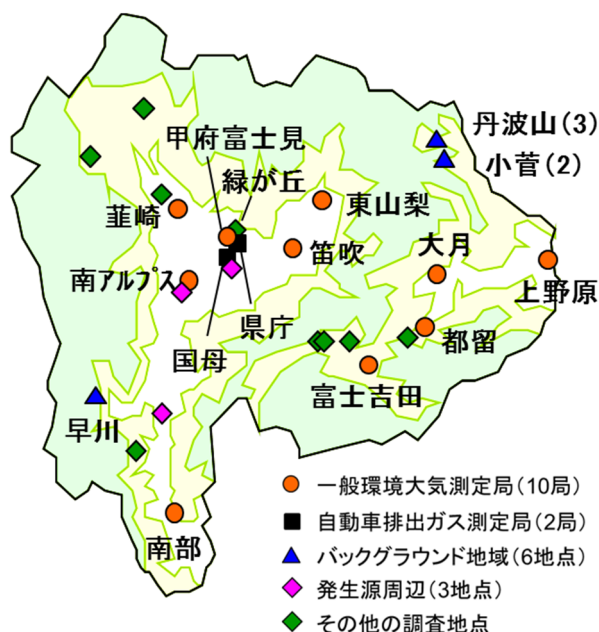 丹波山(3)
甲府富士見
小菅(2)
緑が丘
東山梨
韮崎
笛吹
大月
南アルプス
上野原
県庁
都留
国母
富士吉田
早川
一般環境大気測定局(10局)
自動車排出ガス測定局(2局)
南部
バックグラウンド地域(6地点)
発生源周辺(3地点)
その他の調査地点